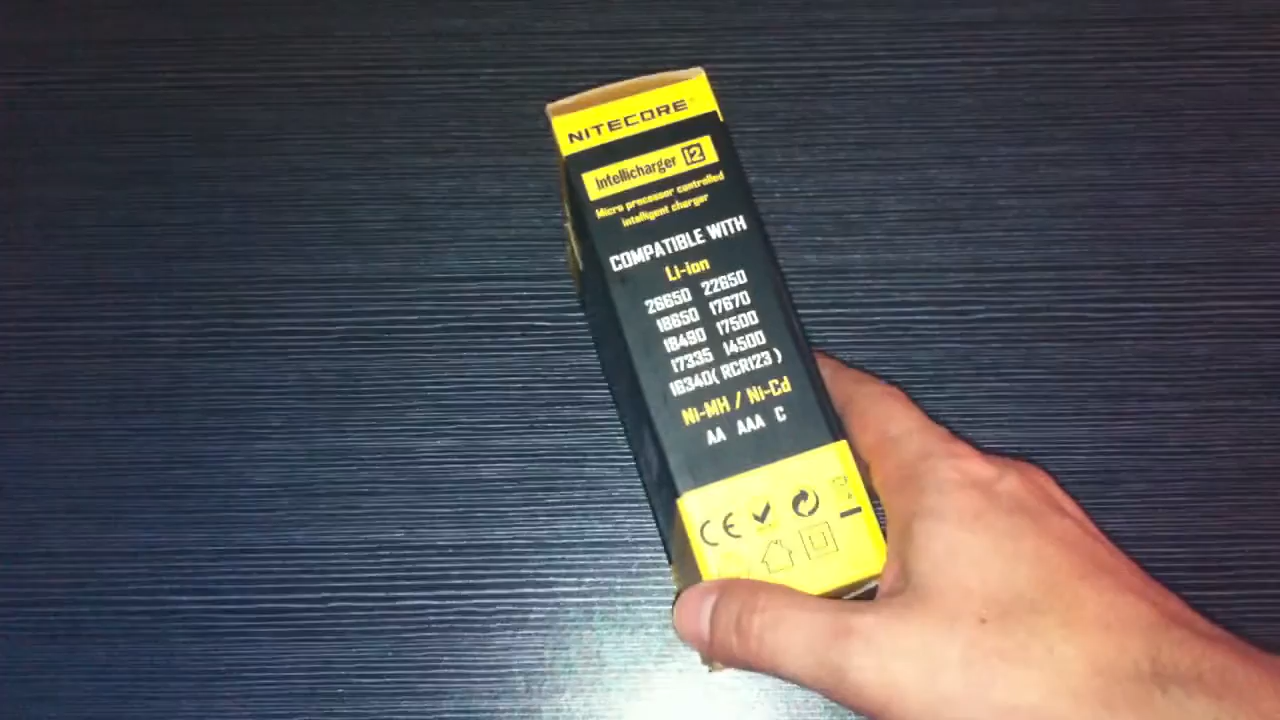 NITECORE
Intellicharger i2
Micro processor controlled
intelligent charger
COMPATIBLE WITH
Li-ion
26650 22650
18650 17670
18490 17500
17335 14500
16340( RCR123 )
Ni-MH / Ni-Cd
AA AAA C
CE